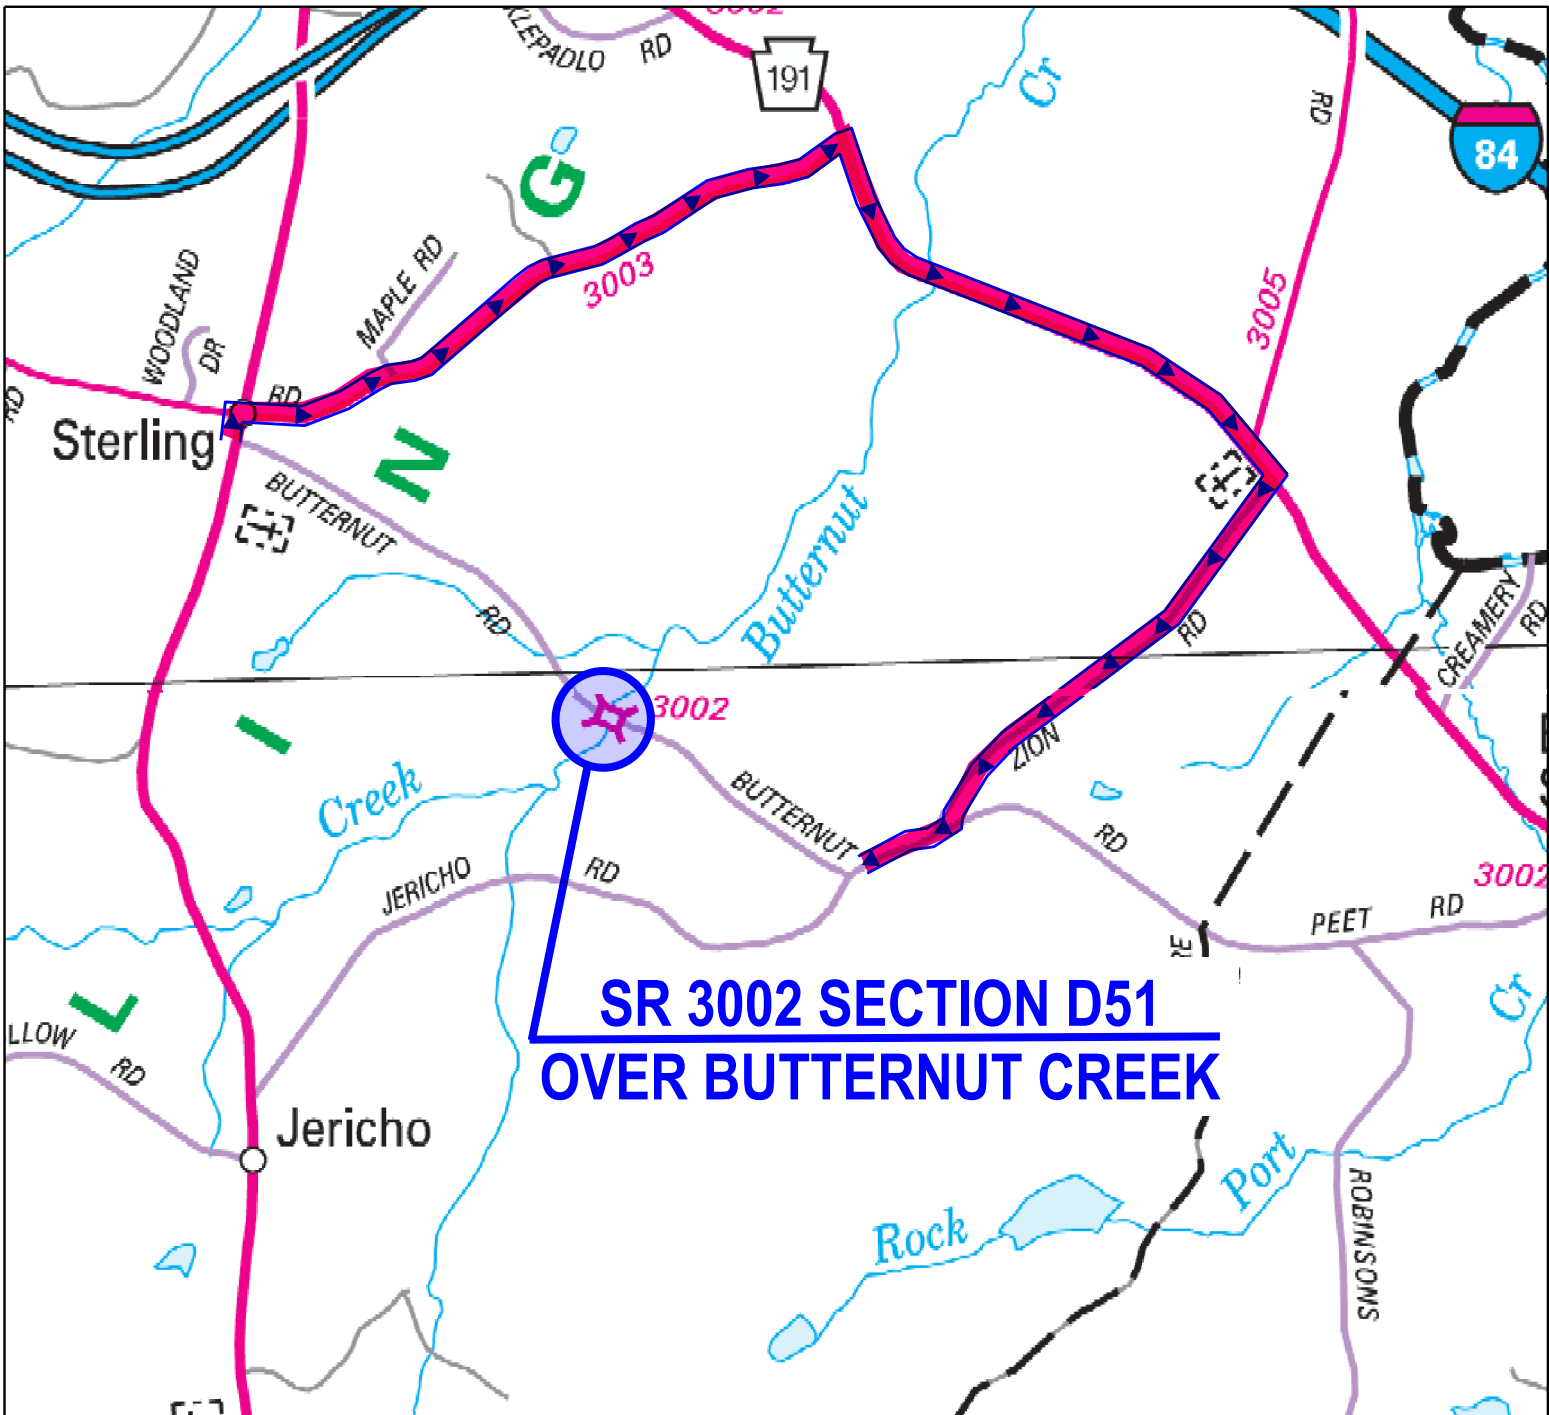 3002
KLEPADLO RD
191
Cr
RD
84
G
WOODLAND
DR
MAPLE RD
3003
3005
RD
RD
Sterling
N
BUTTERNUT
RD
Butternut
RD
CREAMERY
RD
I
3002
ZION
Creek
BUTTERNUT
RD
JERICHO
RD
3002
PEET
RD
L
SR 3002 SECTION D51
OVER BUTTERNUT CREEK
Cr
LLOW
RD
Jericho
Rock
Port
ROBINSONS